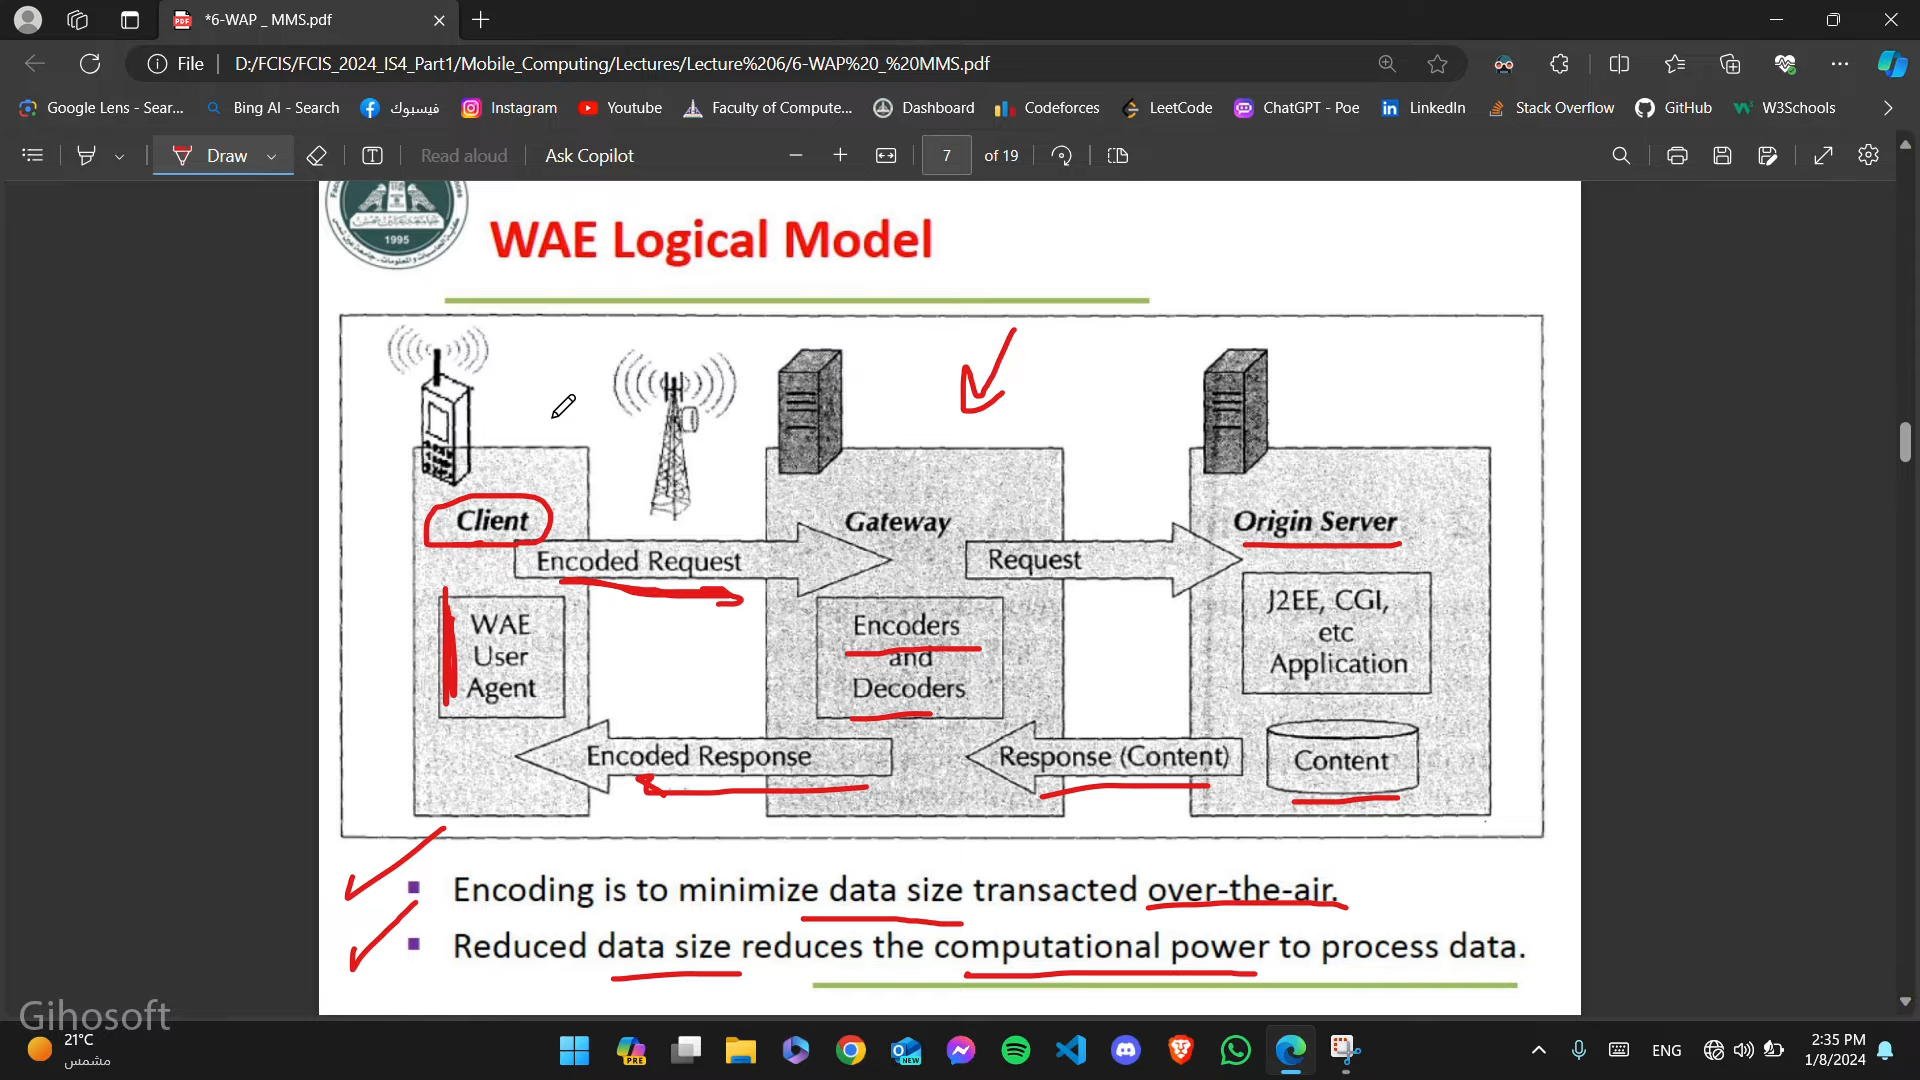 *6-WAP _ MMS.pdf
File
D:/FCIS/FCIS_2024_IS4_Part1/Mobile_Computing/Lectures/Lecture%206/6-WAP%20_%20MMS.pdf
Google Lens - Sear...
Bing AI - Search
فيسبوك
Instagram
Youtube
Faculty of Compute...
Dashboard
Codeforces
LeetCode
ChatGPT - Poe
LinkedIn
Stack Overflow
GitHub
W3Schools
Draw
Read aloud
Ask Copilot
7
of 19
1995
WAE Logical Model
Client
Gateway
Origin Server
Encoded Request
Request
WAE
User
Agent
Encoders
and
Decoders
J2EE, CGI,
etc
Application
Encoded Response
Response (Content)
Content
Encoding is to minimize data size transacted over-the-air.
Reduced data size reduces the computational power to process data.
Gihosoft
21°C
مشمس
ENG
2:35 PM
1/8/2024